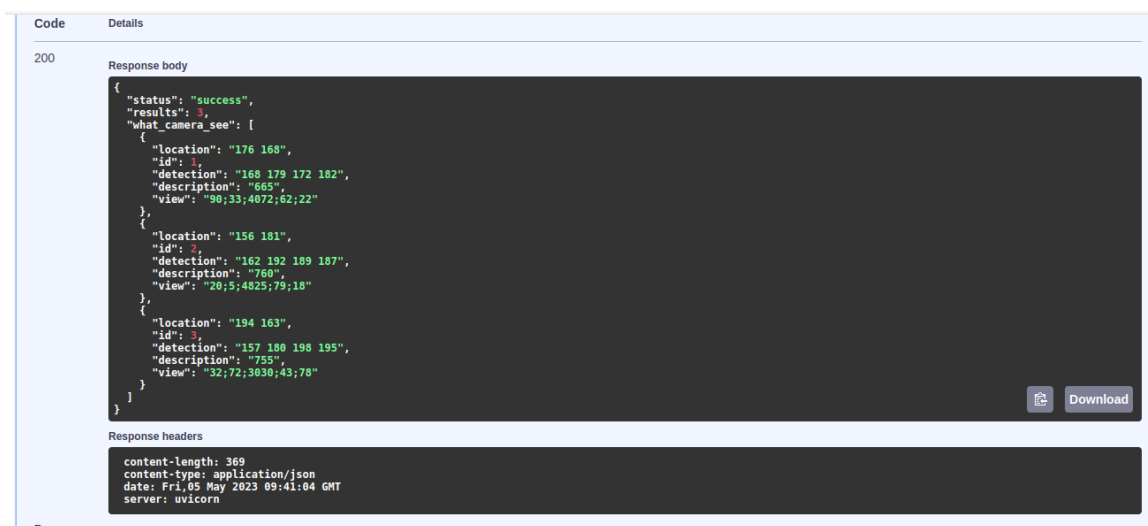 Code Details
200
Response body
{
"status": "success",
"results": 3,
"what_camera_see": [
{
"location": "176 168",
"id": 1,
"detection": "168 179 172 182",
"description": "665",
"view": "90;33;4072;62;22"
},
{
"location": "156 181",
"id": 2,
"detection": "162 192 189 187",
"description": "760",
"view": "20;5;4825;79;18"
},
{
"location": "194 163",
"id": 3,
"detection": "157 180 198 195",
"description": "755",
"view": "32;72;3030;43;78"
}
]
}
Download
Response headers
content-length: 369
content-type: application/json
date: Fri,05 May 2023 09:41:04 GMT
server: uvicorn